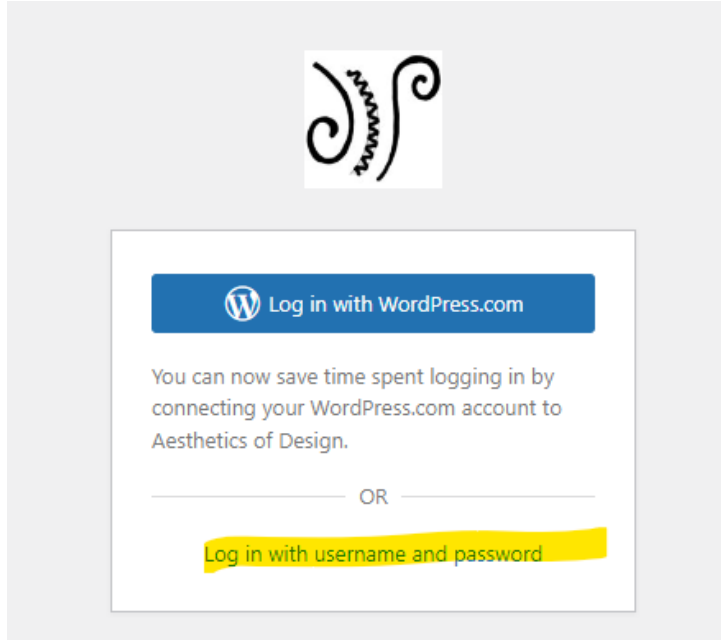 Log in with WordPress.com
You can now save time spent logging in by
connecting your WordPress.com account to
Aesthetics of Design.
OR
Log in with username and password